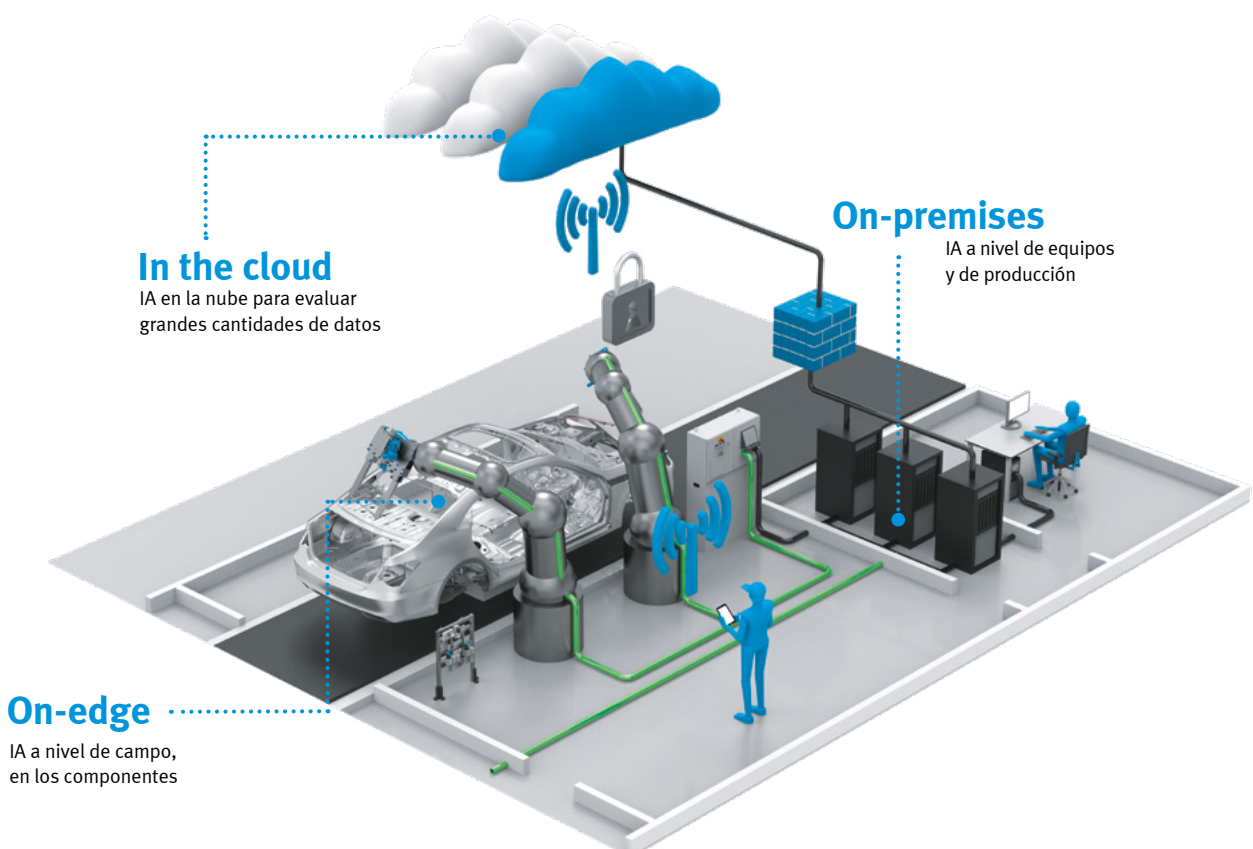 In the cloud
IA en la nube para evaluar
grandes cantidades de datos
On-premises
IA a nivel de equipos
y de producción
On-edge
IA a nivel de campo,
en los componentes